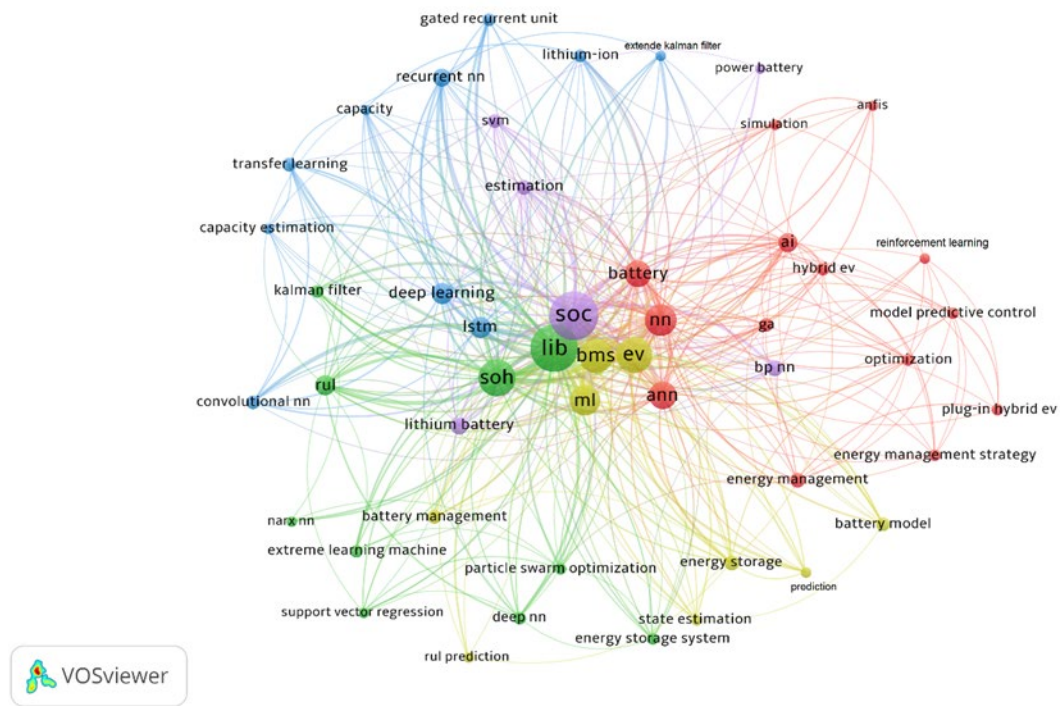 gated recurrent unit
lithium-ion
extende kalman filter
power battery
recurrent nn
capacity
svm
anfis
simulation
transfer learning
estimation
capacity estimation
ai
reinforcement learning
hybrid ev
battery
kalman filter
deep learning
soc
nn
ga
model predictive control
lstm
lib
bms
ev
optimization
bp nn
soh
rul
convolutional nn
ml
ann
plug-in hybrid ev
lithium battery
energy management strategy
energy management
narx nn
battery management
battery model
extreme learning machine
particle swarm optimization
energy storage
prediction
support vector regression
deep nn
state estimation
energy storage system
rul prediction
VOSviewer